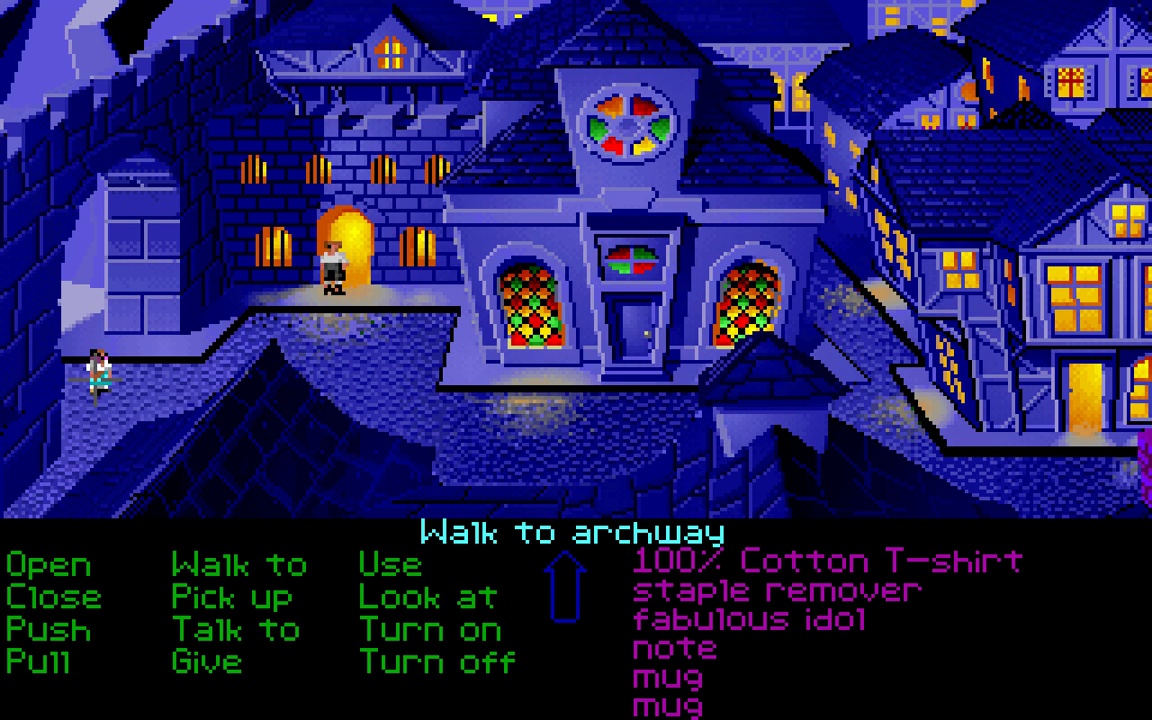 Walk to archway
Open Walk to Use
Close Pick up Look at
Push Talk to Turn on
Pull Give Turn off
100% Cotton T-shirt
staple remover
fabulous idol
note
mug
mug